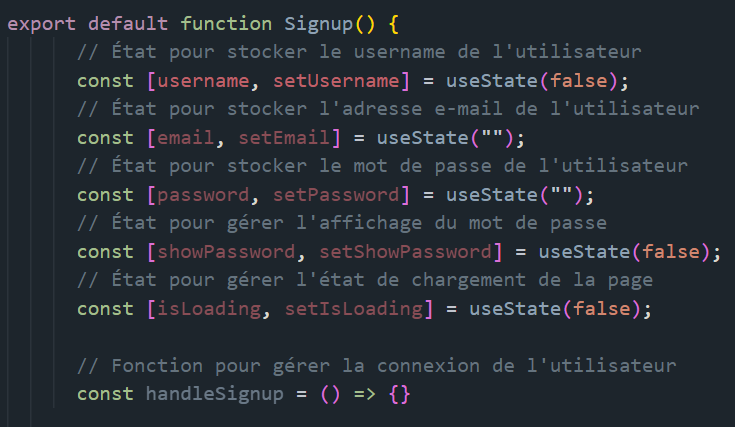 export default function Signup() {
// État pour stocker le username de l'utilisateur
const [username, setUsername] = useState(false);
// État pour stocker l'adresse e-mail de l'utilisateur
const [email, setEmail] = useState("");
// État pour stocker le mot de passe de l'utilisateur
const [password, setPassword] = useState("");
// État pour gérer l'affichage du mot de passe
const [showPassword, setShowPassword] = useState(false);
// État pour gérer l'état de chargement de la page
const [isLoading, setIsLoading] = useState(false);
// Fonction pour gérer la connexion de l'utilisateur
const handleSignup = () => {}